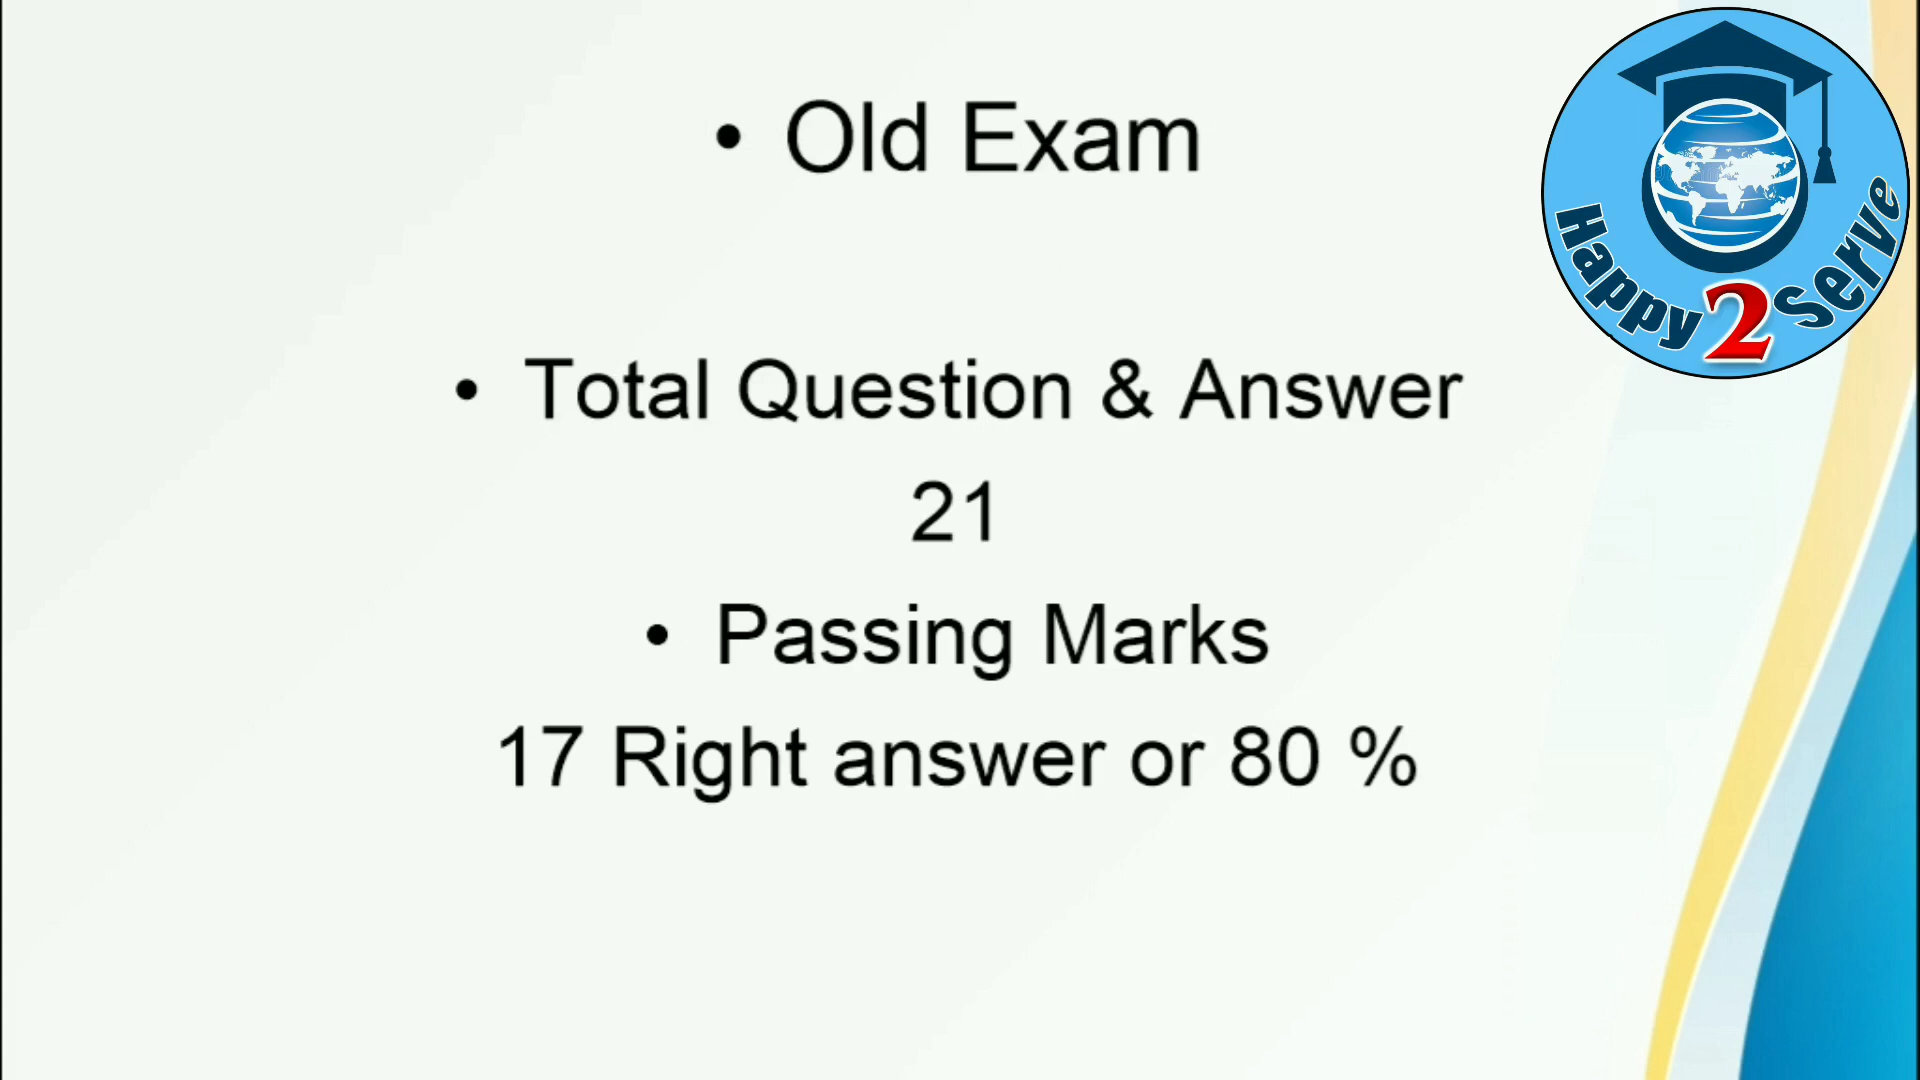 • Old Exam
• Total Question & Answer
21
• Passing Marks
17 Right answer or 80 %
Happy 2 Serve